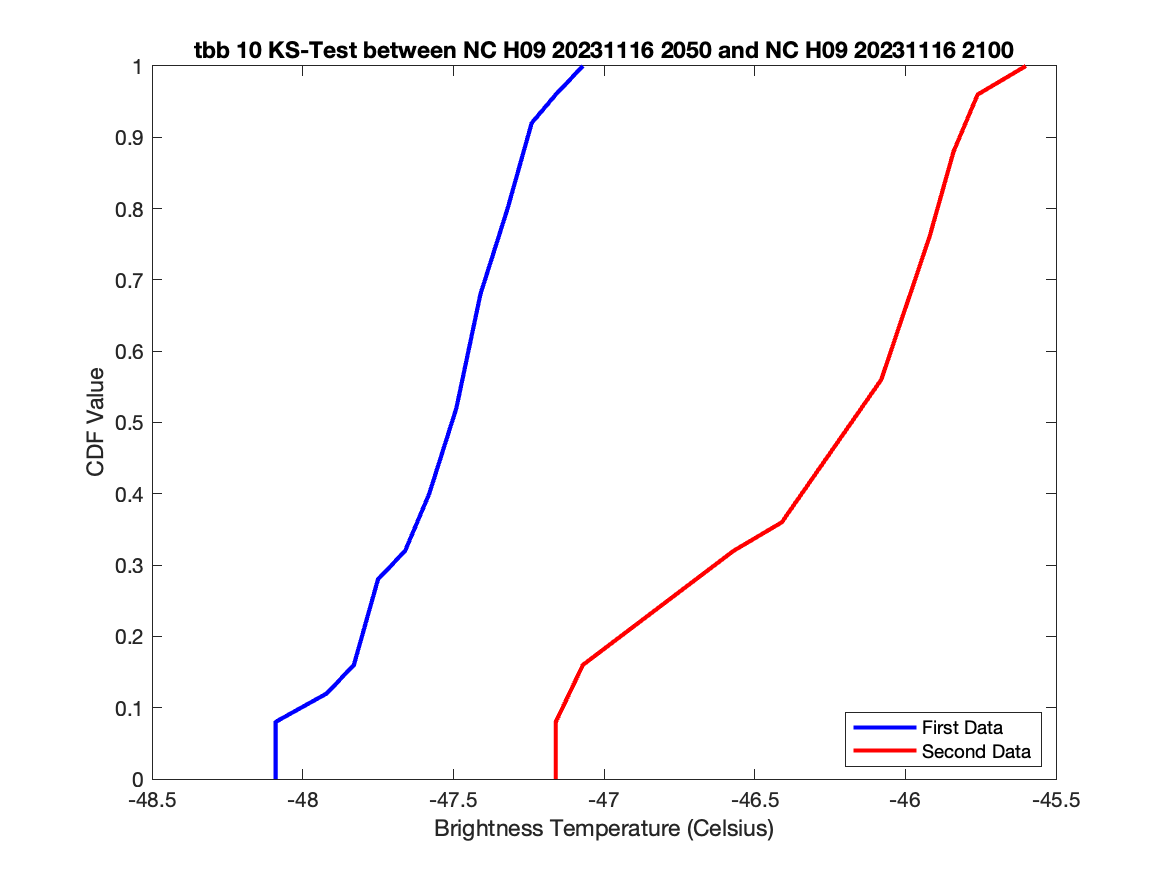 tbb 10 KS-Test between NC H09 20231116 2050 and NC H09 20231116 2100
1
0.9
0.8
0.7
0.6
0.5
0.4
0.3
0.2
0.1
0
CDF Value
First Data
Second Data
-48.5 -48 -47.5 -47 -46.5 -46 -45.5
Brightness Temperature (Celsius)